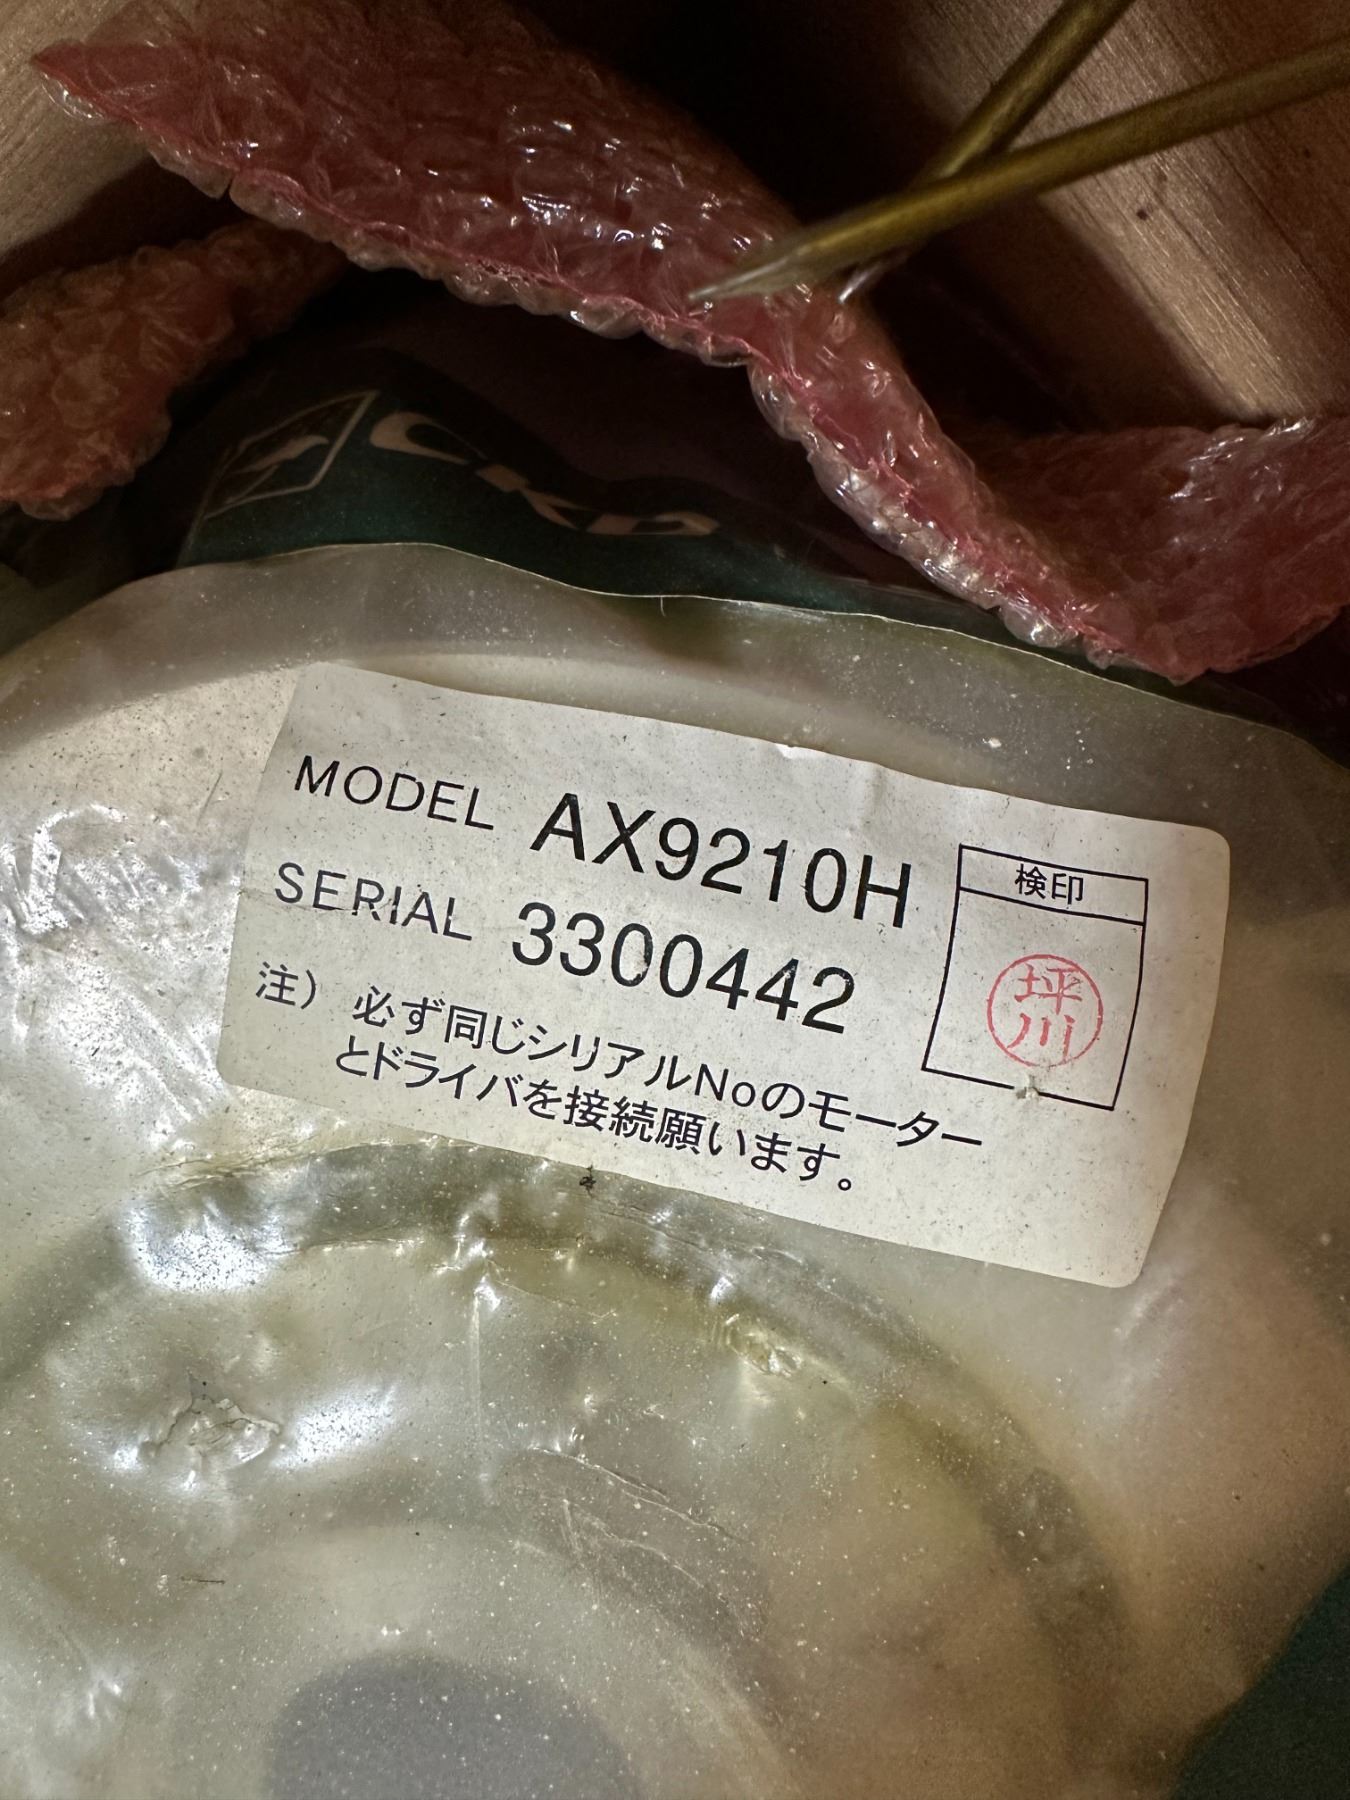 CKD
MODEL AX9210H
SERIAL 3300442
検印
坪川
注) 必ず同じシリアルNoのモーター
とドライバを接続願います。